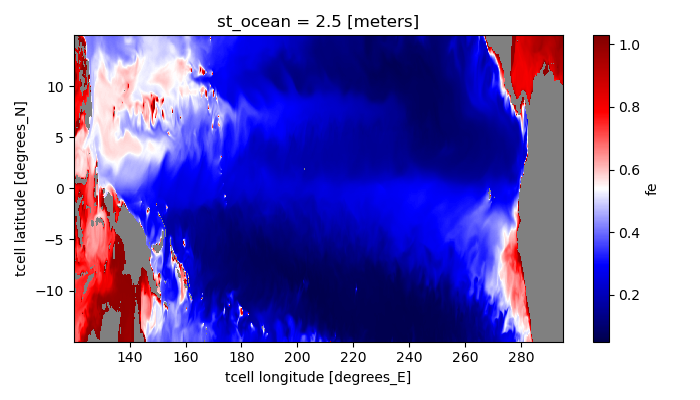 st_ocean = 2.5 [meters]
10
5
0
−5
−10
tcell latitude [degrees_N]
140 160 180 200 220 240 260 280
tcell longitude [degrees_E]
1.0
0.8
0.6
0.4
0.2
fe